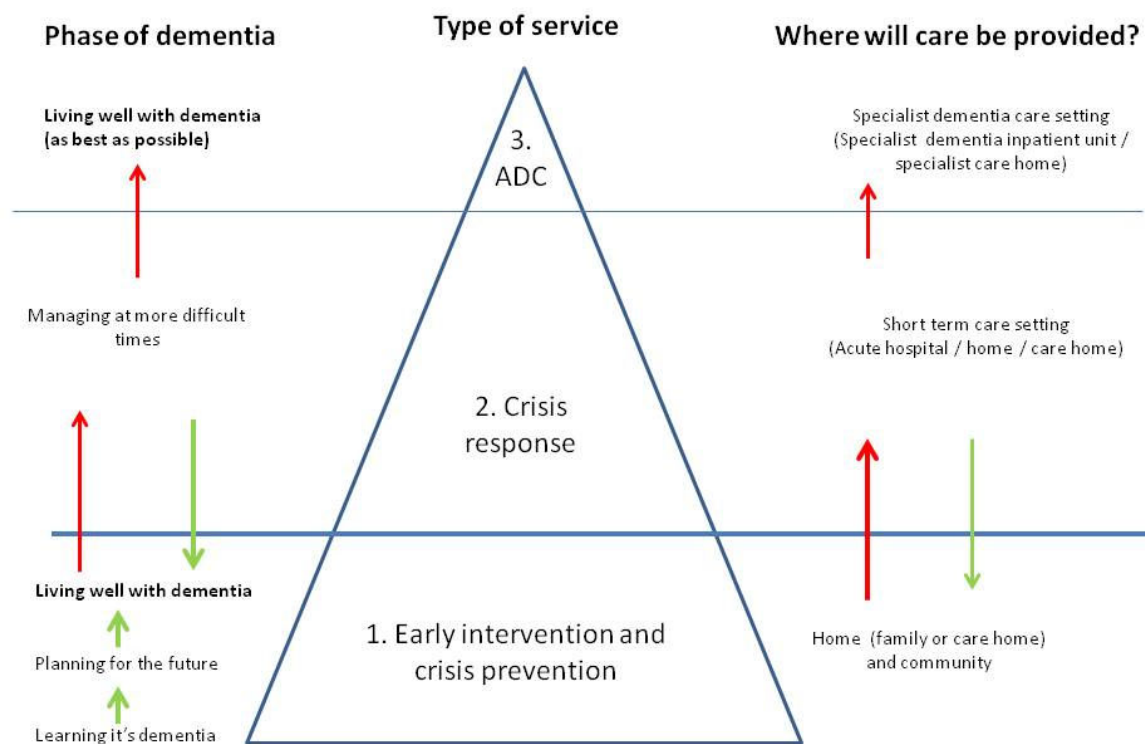 Phase of dementia
Type of service
Where will care be provided?
Living well with dementia
(as best as possible)
3.
ADC
Specialist dementia care setting
(Specialist dementia inpatient unit /
specialist care home)
Managing at more difficult
times
Short term care setting
(Acute hospital / home / care home)
2. Crisis
response
Living well with dementia
Planning for the future
Learning it's dementia
1. Early intervention and
crisis prevention
Home (family or care home)
and community